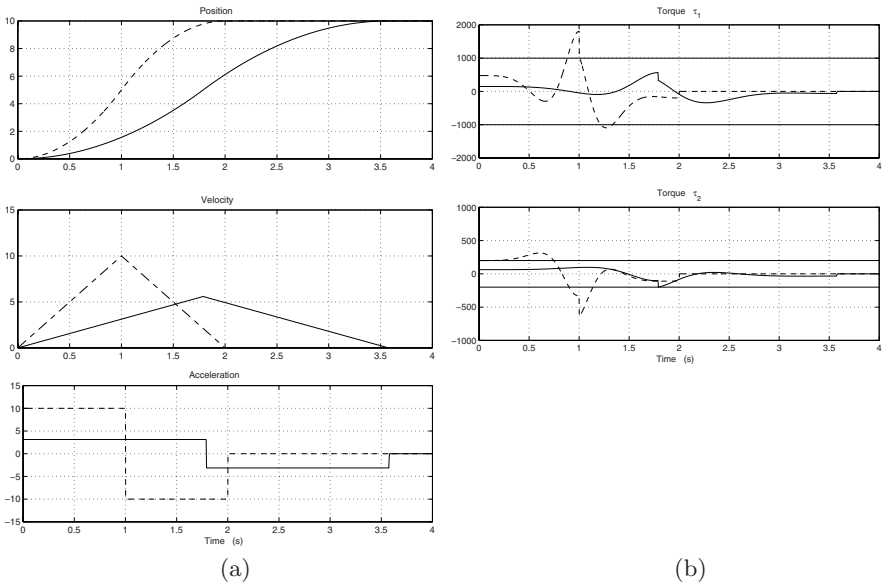 Position
10
8
6
4
2
0
0 0.5 1 1.5 2 2.5 3 3.5 4
Velocity
15
10
5
0
0 0.5 1 1.5 2 2.5 3 3.5 4
Acceleration
15
10
5
0
−5
−10
−15
0 0.5 1 1.5 2 2.5 3 3.5 4
Time (s)
(a)
Torque τ₁
2000
1000
0
−1000
−2000
0 0.5 1 1.5 2 2.5 3 3.5 4
Torque τ₂
1000
500
0
−500
−1000
0 0.5 1 1.5 2 2.5 3 3.5 4
Time (s)
(b)